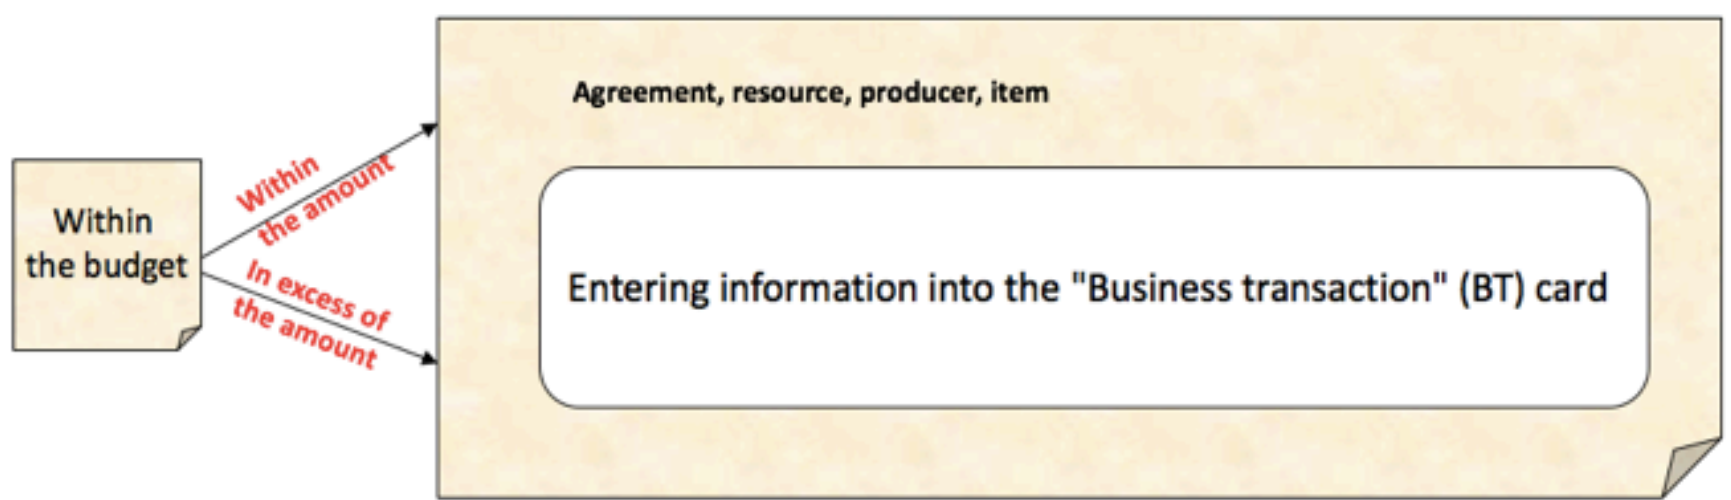 Agreement, resource, producer, item
Within
the amount
Within
the budget
In excess of
the amount
Entering information into the "Business transaction" (BT) card